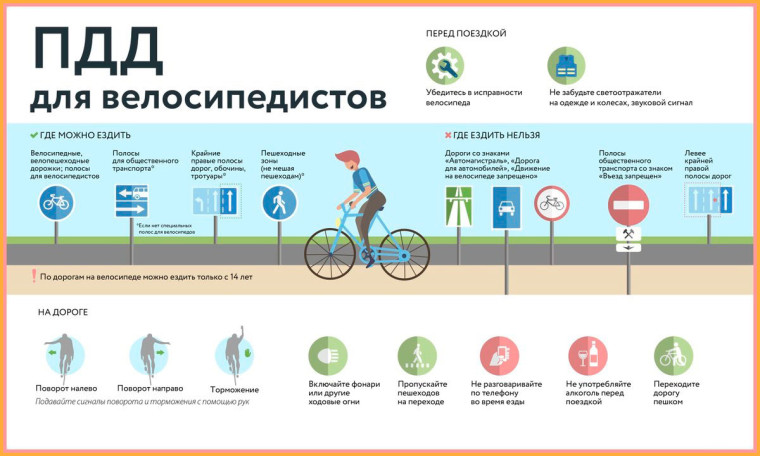 ПДД
для велосипедистов
ПЕРЕД ПОЕЗДКОЙ
Убедитесь в исправности
велосипеда
Не забудьте светоотражатели
на одежде и колесах, звуковой сигнал
ГДЕ МОЖНО ЕЗДИТЬ
Велосипедные,
велопешеходные
дорожки; полосы
для велосипедистов
Полосы
для общественного
транспорта*
Крайние
правые полосы
дорог, обочины,
тротуары*
Пешеходные
зоны
(не мешая
пешеходам)*
*Если нет специальных
полос для велосипедов
ГДЕ ЕЗДИТЬ НЕЛЬЗЯ
Дороги со знаками
«Автомагистраль», «Дорога
для автомобилей», «Движение
на велосипеде запрещено»
Полосы
общественного
транспорта со знаком
«Въезд запрещен»
Левее
крайней
правой
полосы дорог
! По дорогам на велосипеде можно ездить только с 14 лет
НА ДОРОГЕ
Поворот налево
Поворот направо
Торможение
Подавайте сигналы поворота и торможения с помощью рук
Включайте фонари
или другие
ходовые огни
Пропускайте
пешеходов
на переходе
Не разговаривайте
по телефону
во время езды
Не употребляйте
алкоголь перед
поездкой
Переходите
дорогу
пешком